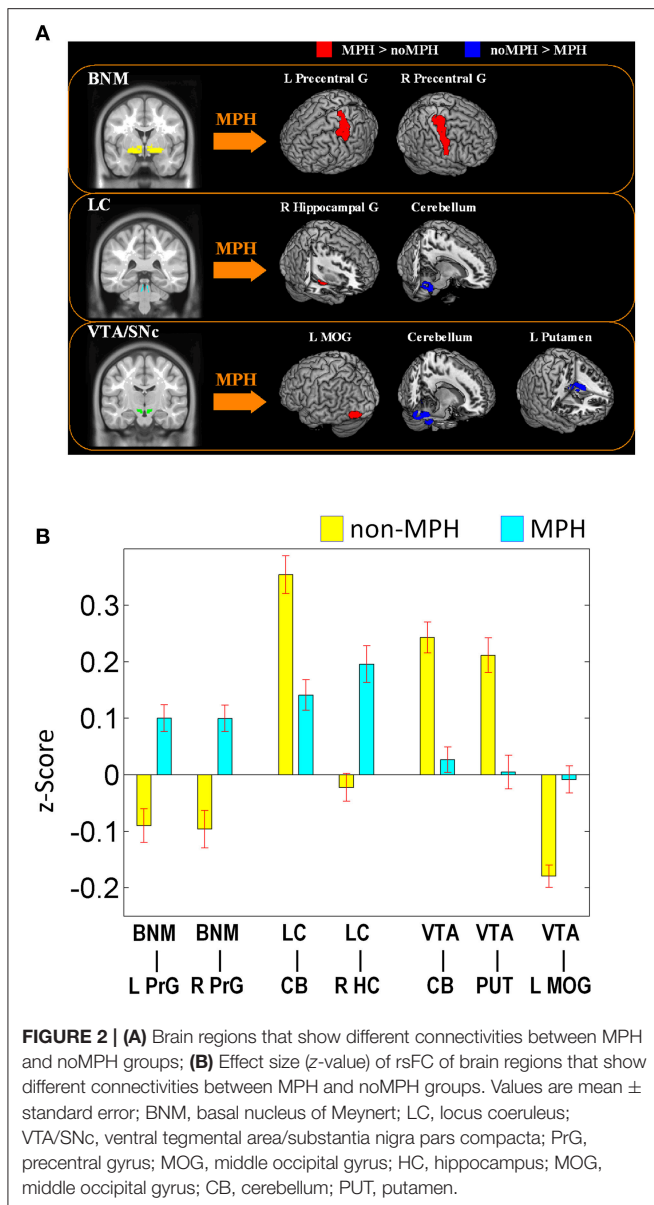 A
MPH > noMPH noMPH > MPH
BNM
L Precentral G R Precentral G
MPH
LC
R Hippocampal G Cerebellum
MPH
VTA/SNc
L MOG Cerebellum L Putamen
MPH
B
non-MPH MPH
z-Score
0.3
0.2
0.1
0
-0.1
-0.2
BNM BNM LC LC VTA VTA VTA
| | | | | | |
L PrG R PrG CB R HC CB PUT L MOG
FIGURE 2 | (A) Brain regions that show different connectivities between MPH
and noMPH groups; (B) Effect size (z-value) of rsFC of brain regions that show
different connectivities between MPH and noMPH groups. Values are mean ±
standard error; BNM, basal nucleus of Meynert; LC, locus coeruleus;
VTA/SNc, ventral tegmental area/substantia nigra pars compacta; PrG,
precentral gyrus; MOG, middle occipital gyrus; HC, hippocampus; MOG,
middle occipital gyrus; CB, cerebellum; PUT, putamen.